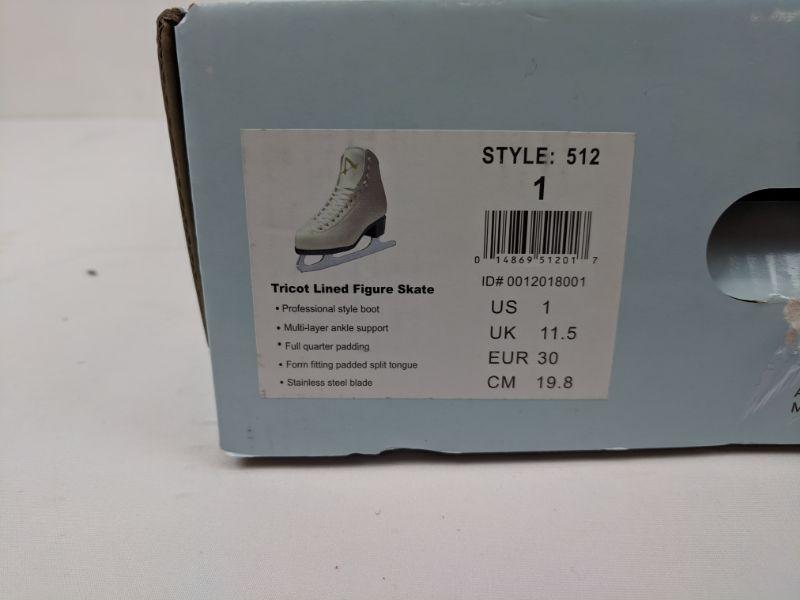 STYLE: 512
1
0 14869 51201 7
ID# 0012018001
Tricot Lined Figure Skate
• Professional style boot
• Multi-layer ankle support
• Full quarter padding
• Form fitting padded split tongue
• Stainless steel blade
US 1
UK 11.5
EUR 30
CM 19.8
A
M